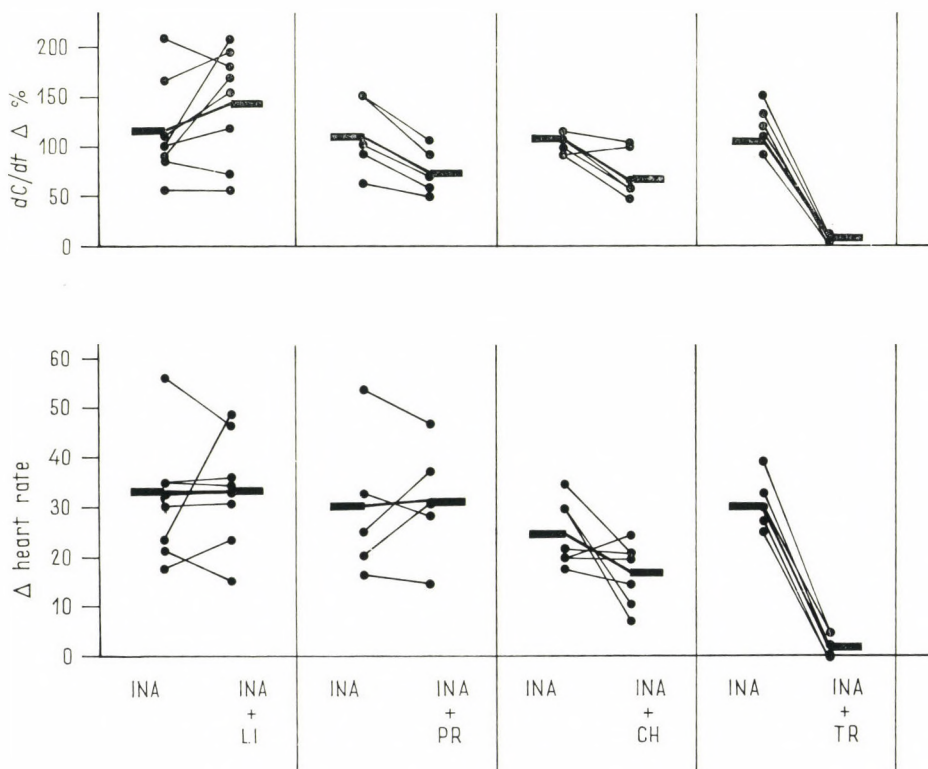 200
150
100
50
0
dC/dt Δ %
60
50
40
30
20
10
0
Δ heart rate
INA
INA
+
LI
INA
INA
+
PR
INA
INA
+
CH
INA
INA
+
TR